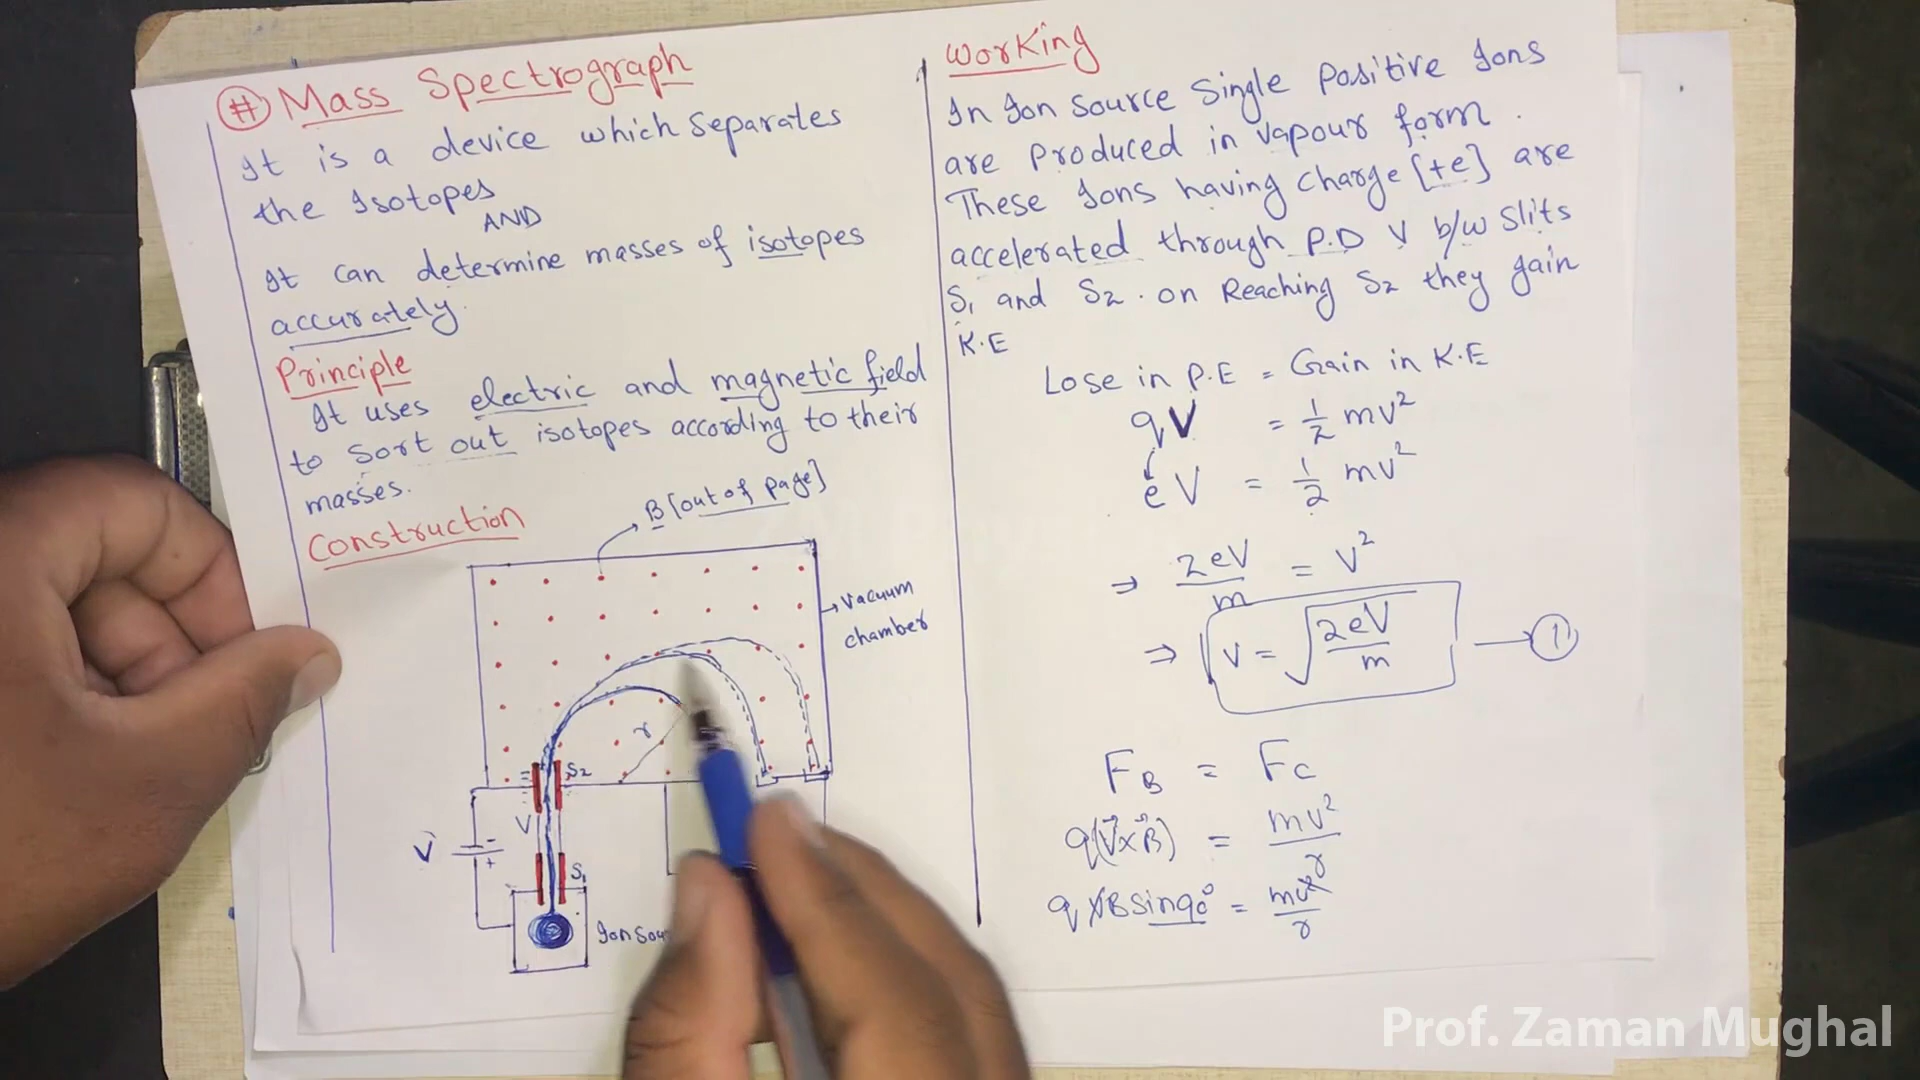 # Mass Spectrograph
It is a device which separates
the Isotopes
AND
It can determine masses of isotopes
accurately.
Principle
It uses electric and magnetic field
to Sort out isotopes according to their
masses.
Construction
B [out of page]
Vacuum
chamber
r
S2
V
V
- +
S1
Ion Sou
Working
In Ion Source Single Positive Ions
are Produced in Vapour form.
These Ions having charge [+e] are
accelerated through P.D V b/w Slits
S1 and S2. on Reaching S2 they gain
K.E
Lose in P.E = Gain in K.E
qV = 1/2 mv²
eV = 1/2 mv²
⇒ 2eV/m = v²
⇒ v = √(2eV/m) → ①
FB = FC
q(V⃗×B⃗) = mv²/r
qvBsin90° = mv²/r
Prof. Zaman Mughal